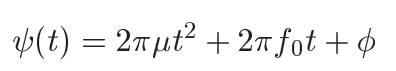 ψ(t) = 2πμt² + 2πf₀t + ϕ